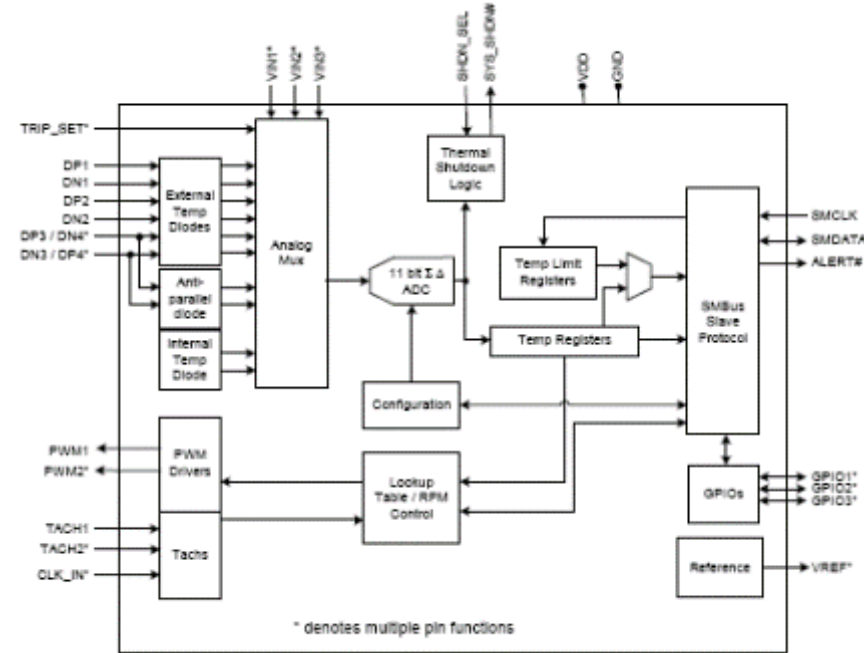 VIN1*
VIN2*
VIN3*
SHDN_SEL
SYS_SHDN#
VDD
GND
TRIP_SET*
DP1
DN1
DP2
DN2
DP3 / DN4*
DN3 / DP4*
External
Temp
Diodes
Anti-
parallel
diode
Internal
Temp
Diode
Analog
Mux
Thermal
Shutdown
Logic
11 bit Σ Δ
ADC
Temp Limit
Registers
Temp Registers
SMBus
Slave
Protocol
SMCLK
SMDATA
ALERT#
Configuration
PWM1
PWM2*
PWM
Drivers
Lookup
Table / RPM
Control
GPIOs
GPIO1*
GPIO2*
GPIO3*
TACH1
TACH2*
CLK_IN*
Tachs
Reference
VREF*
* denotes multiple pin functions